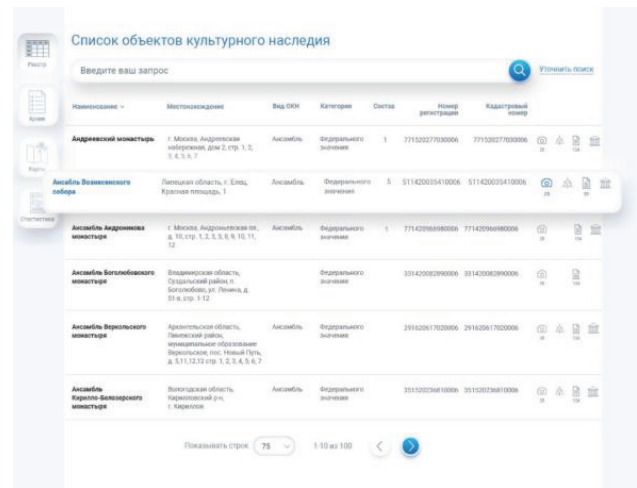 Список объектов культурного наследия
Реестр
Введите ваш запрос
Уточнить поиск
Наименование
Местонахождение
Вид ОКН
Категория
Состав
Номер регистрации
Кадастровый номер
Архив
Андреевский монастырь
г. Москва, Андреевская
набережная, дом 2, стр. 1, 2,
3, 4, 5, 6, 7
Ансамбль
Федерального
значения
1
771520277030006
771520277030006
Карты
Ансамбль Вознесенского
собора
Липецкая область, г. Елец,
Красная площадь, 1
Ансамбль
Федерального
значения
5
511420035410006
511420035410006
Статистика
Ансамбль Андроникова
монастыря
г. Москва, Андроньевская пл.,
д. 10, стр. 1, 2, 3, 5, 8, 9, 10, 11,
12
Ансамбль
Федерального
значения
1
771420966980006
771420966980006
Ансамбль Боголюбовского
монастыря
Владимирская область,
Суздальский район, п.
Боголюбово, ул. Ленина, д.
стр. 1-12
Федерального
значения
331420082890006
331420082890006
Ансамбль Веркольского
монастыря
Архангельская область,
Пинежский район,
муниципальное образование
Веркольское, пос. Новый Путь,
д. 5,11,12,13 стр. 1, 2, 3, 4, 5, 6, 7
Ансамбль
Федерального
значения
291620617020006
291620617020006
Ансамбль
Кирилло-Белозерского
монастыря
Вологодская область,
Кирилловский р-н,
г. Кириллов
Ансамбль
Федерального
значения
351520236810006
351520236810006
Показывать строк
75
1-10 из 100